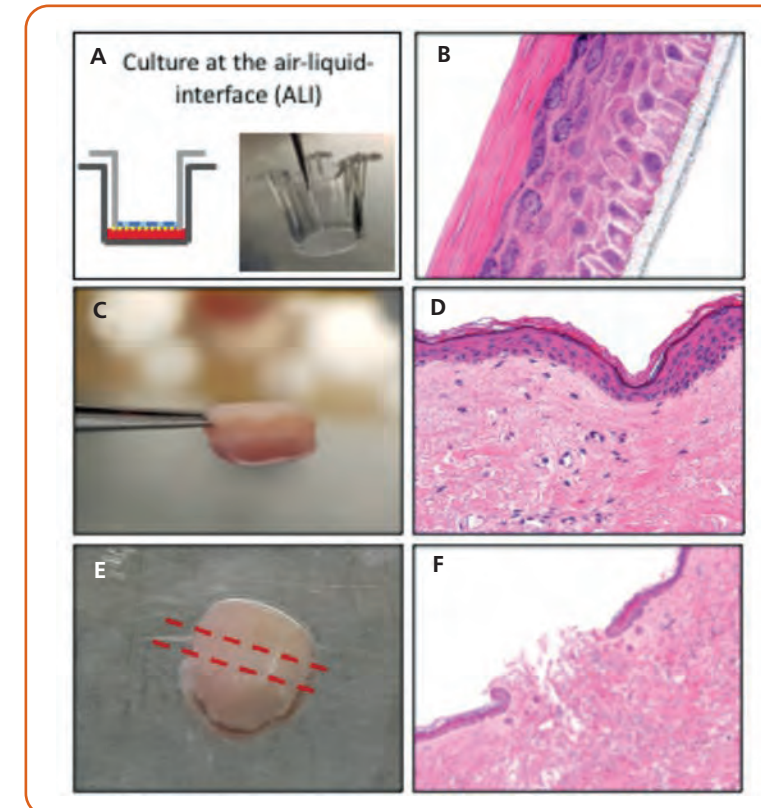 A
Culture at the air-liquid-
interface (ALI)
B
C
D
E
F